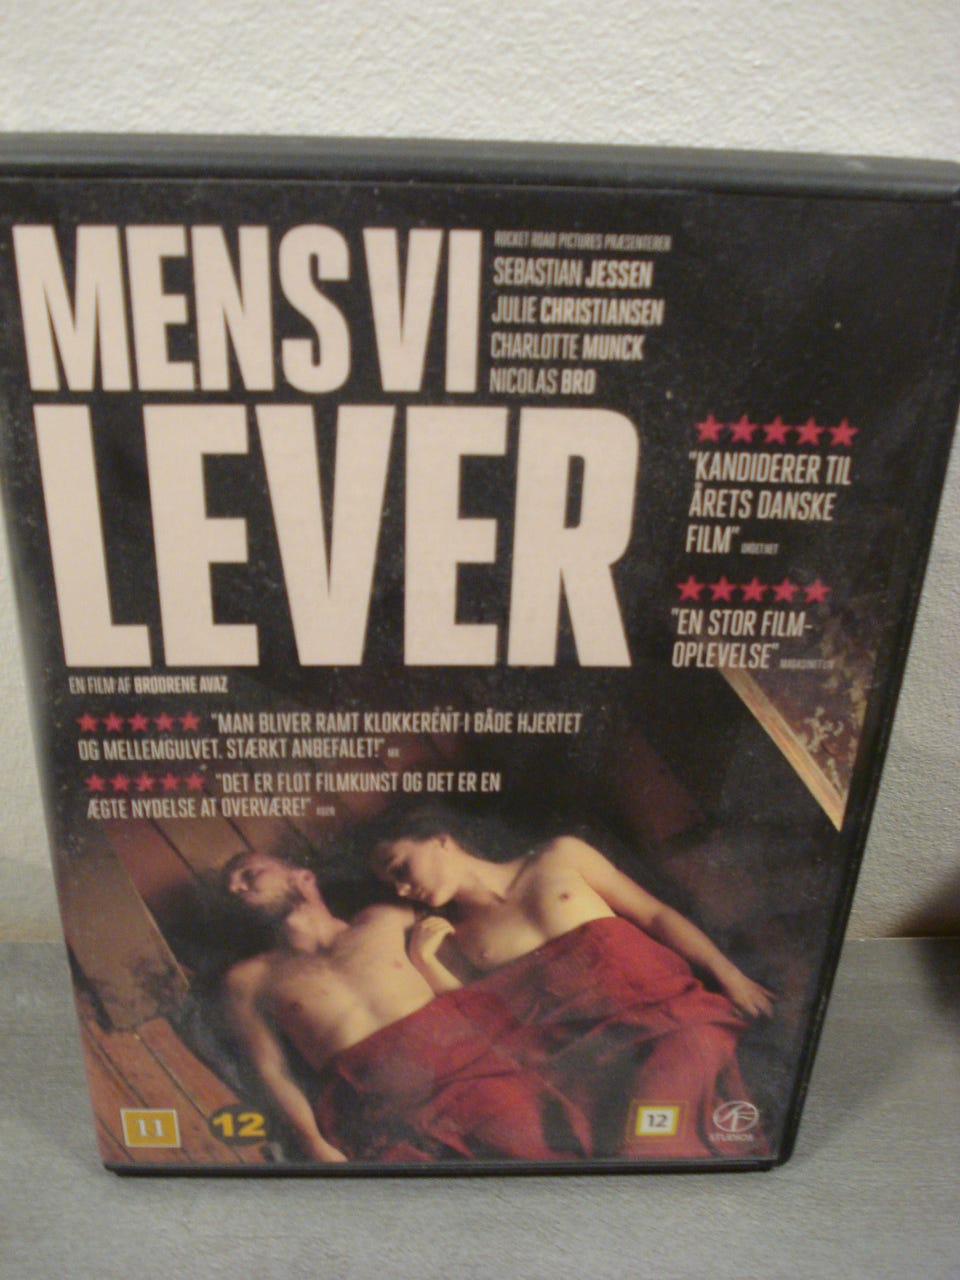 MENS VI
LEVER
ROCKET ROAD PICTURES PRÆSENTERER
SEBASTIAN JESSEN
JULIE CHRISTIANSEN
CHARLOTTE MUNCK
NICOLAS BRO
"KANDIDERER TIL
ÅRETS DANSKE
FILM"
"EN STOR FILM-
OPLEVELSE"
EN FILM AF BRØDRENE AVAZ
"MAN BLIVER RAMT KLOKKERENT I BÅDE HJERTET
OG MELLEMGULVET. STÆRKT ANBEFALET!"
"DET ER FLOT FILMKUNST OG DET ER EN
ÆGTE NYDELSE AT OVERVÆRE!"
11
12
12
SF
STUDIOS